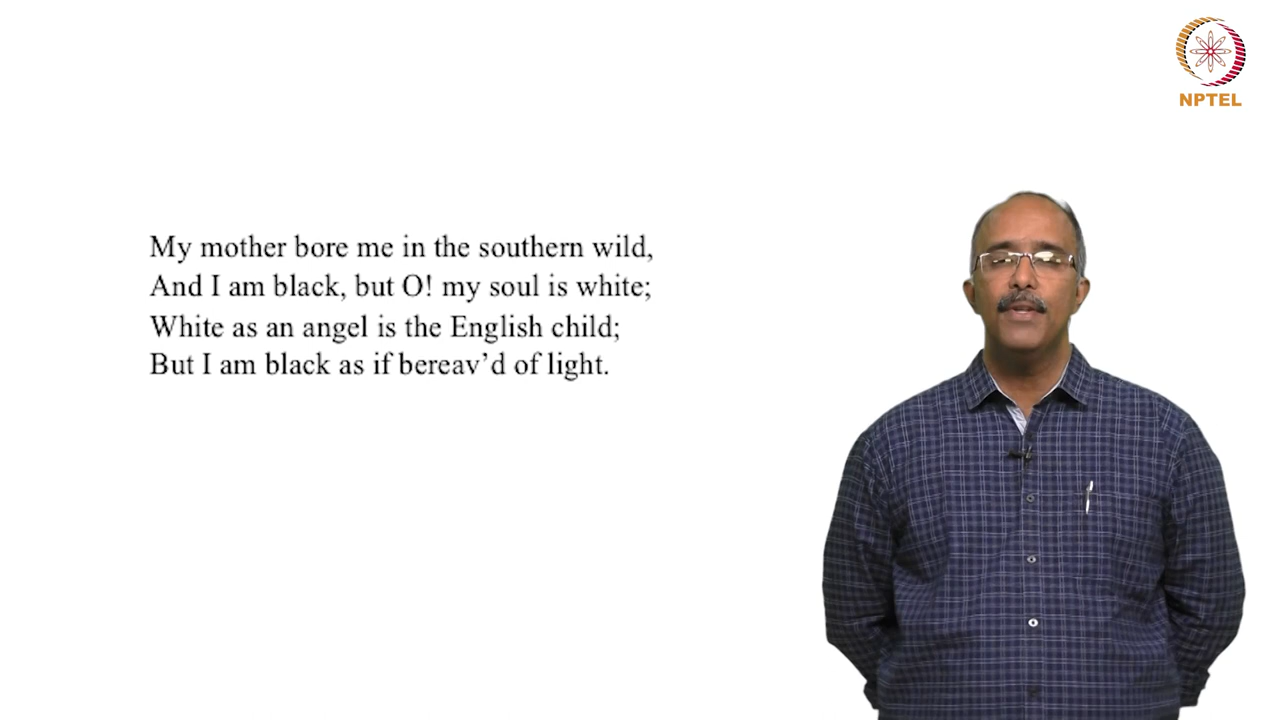 NPTEL
My mother bore me in the southern wild,
And I am black, but O! my soul is white;
White as an angel is the English child;
But I am black as if bereav’d of light.